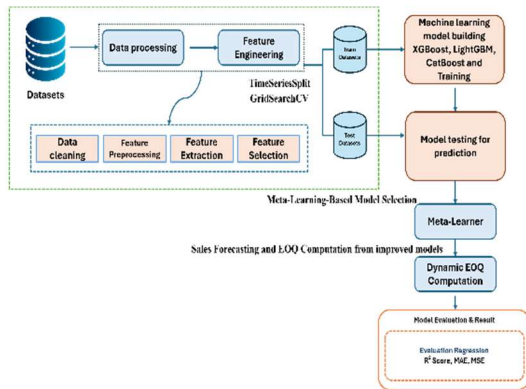 Datasets
Data processing
Feature
Engineering
TimeSeriesSplit
GridSearchCV
Train
Datasets
Test
Datasets
Machine learning
model building
XGBoost, LightGBM,
CatBoost and
Training
Data
cleaning
Feature
Preprocessing
Feature
Extraction
Feature
Selection
Model testing for
prediction
Meta-Learning-Based Model Selection
Meta-Learner
Sales Forecasting and EOQ Computation from improved models
Dynamic EOQ
Computation
Model Evaluation & Result
Evaluation Regression
R² Score, MAE, MSE